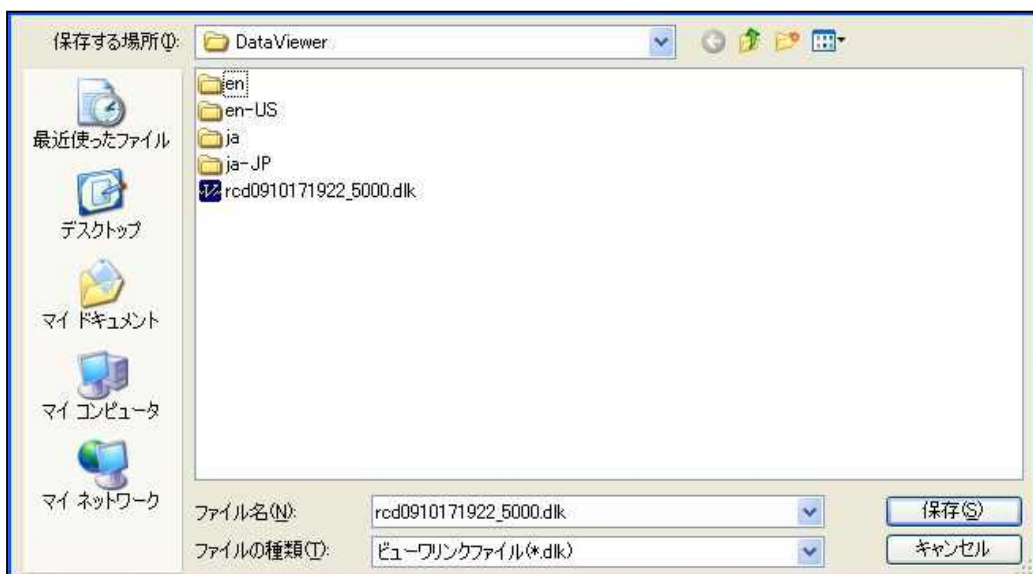 保存する場所(I):
DataViewer
en
en-US
ja
ja-JP
rcd0910171922_5000.dlk
最近使ったファイル
デスクトップ
マイ ドキュメント
マイ コンピュータ
マイ ネットワーク
ファイル名(N):
rcd0910171922_5000.dlk
保存(S)
ファイルの種類(T):
ビューワリンクファイル(*.dlk)
キャンセル